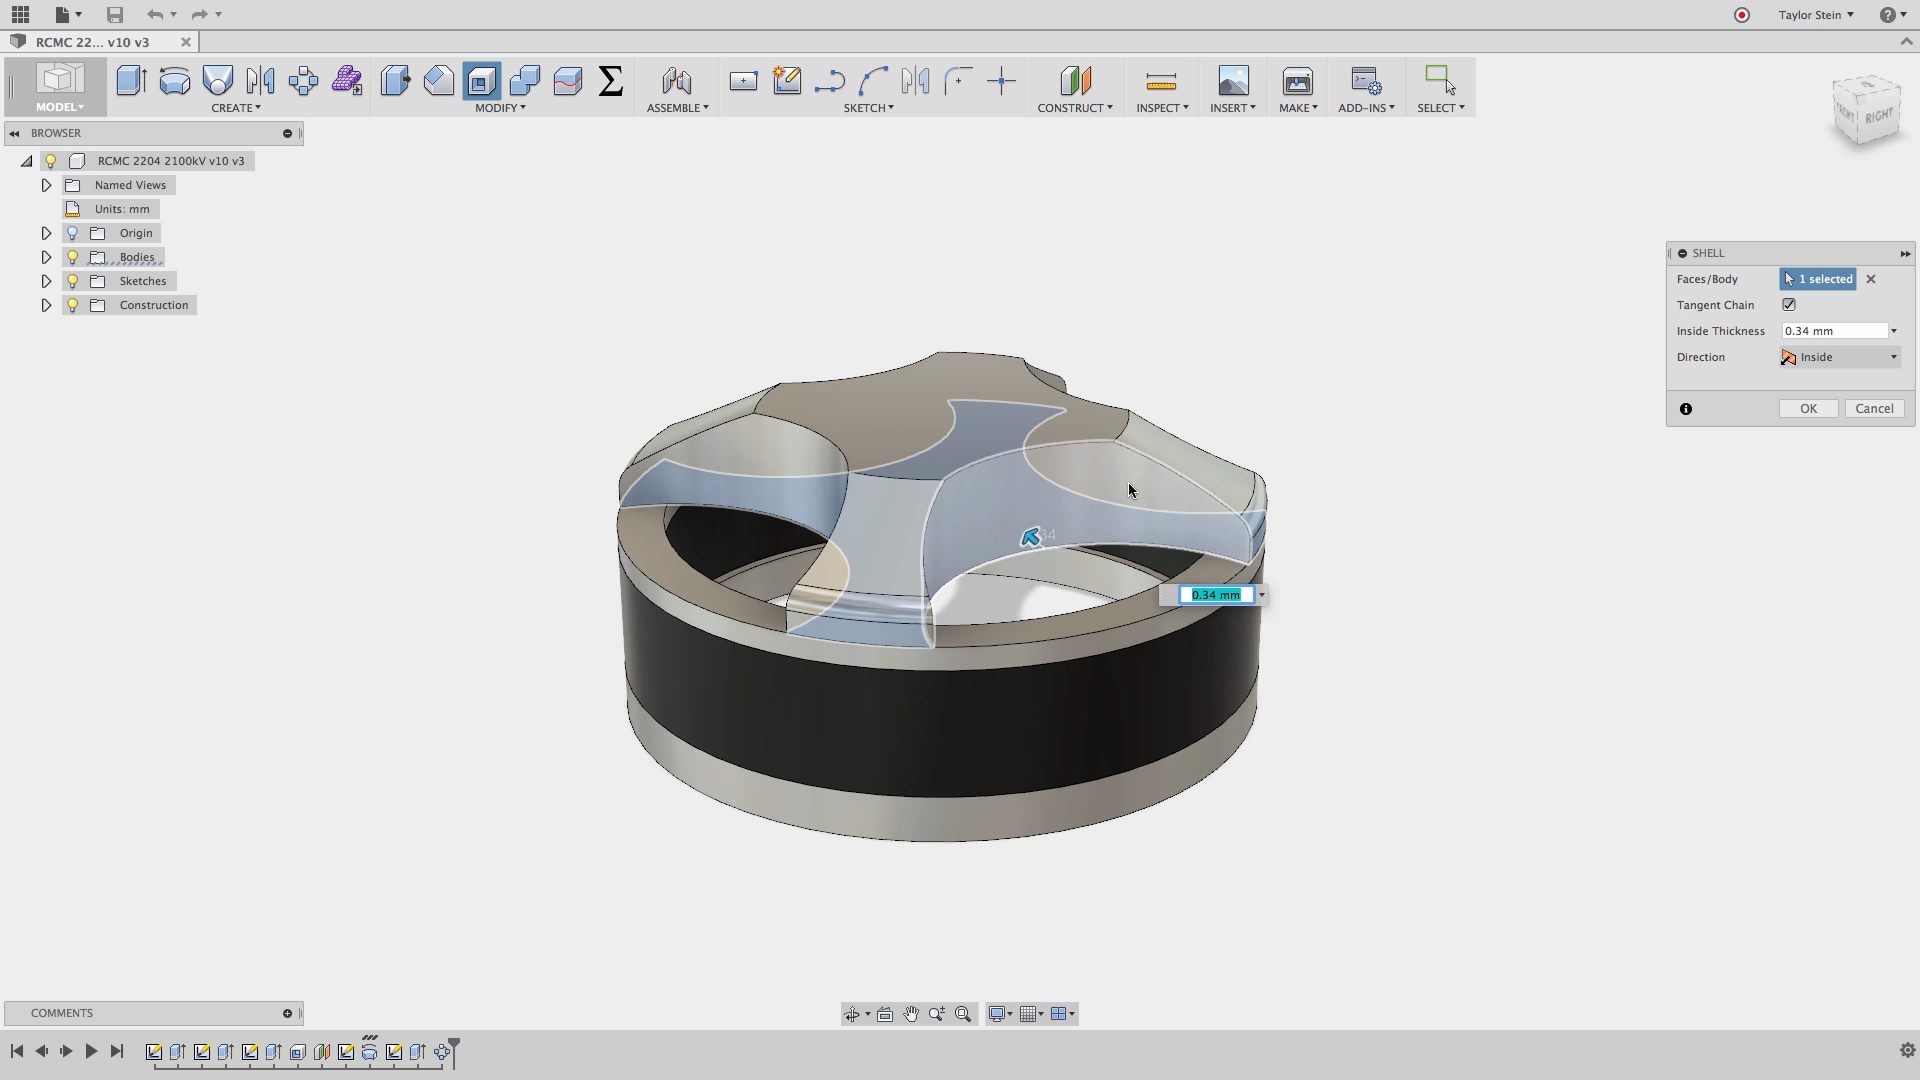 Taylor Stein
RCMC 22... v10 v3
MODEL
CREATE
MODIFY
ASSEMBLE
SKETCH
CONSTRUCT
INSPECT
INSERT
MAKE
ADD-INS
SELECT
FRONT
RIGHT
BROWSER
RCMC 2204 2100kV v10 v3
Named Views
Units: mm
Origin
Bodies
Sketches
Construction
SHELL
Faces/Body
1 selected
Tangent Chain
Inside Thickness
0.34 mm
Direction
Inside
OK
Cancel
0.34 mm
COMMENTS